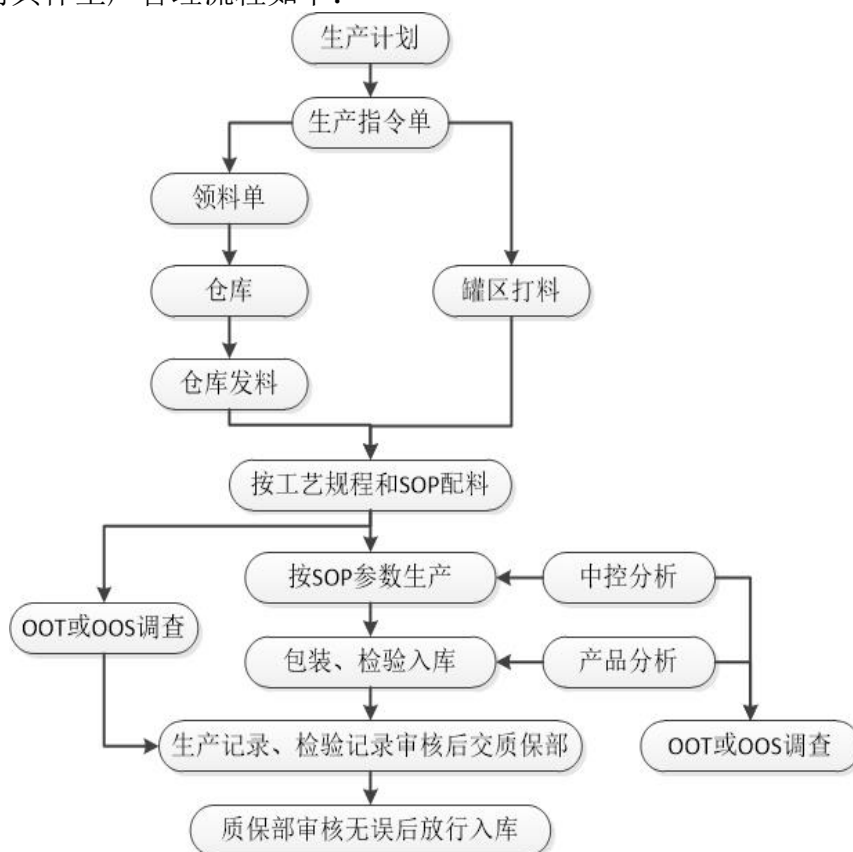 生产计划
生产指令单
领料单
仓库
罐区打料
仓库发料
按工艺规程和SOP配料
按SOP参数生产
中控分析
OOT或OOS调查
包装、检验入库
产品分析
生产记录、检验记录审核后交质保部
OOT或OOS调查
质保部审核无误后放行入库